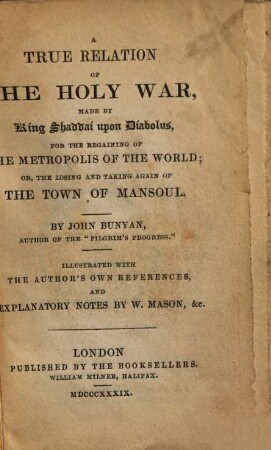 A
TRUE RELATION
OF
HE HOLY WAR,
MADE BY
King Shaddai upon Diabolus,
FOR THE REGAINING OF
HE METROPOLIS OF THE WORLD;
OR, THE LOSING AND TAKING AGAIN OF
THE TOWN OF MANSOUL.
BY JOHN BUNYAN,
AUTHOR OF THE "PILGRIM'S PROGRESS."
ILLUSTRATED WITH
THE AUTHOR'S OWN REFERENCES,
AND
EXPLANATORY NOTES BY W. MASON, &c.
LONDON
PUBLISHED BY THE BOOKSELLERS.
WILLIAM MILNER, HALIFAX.
MDCCCXXXIX.